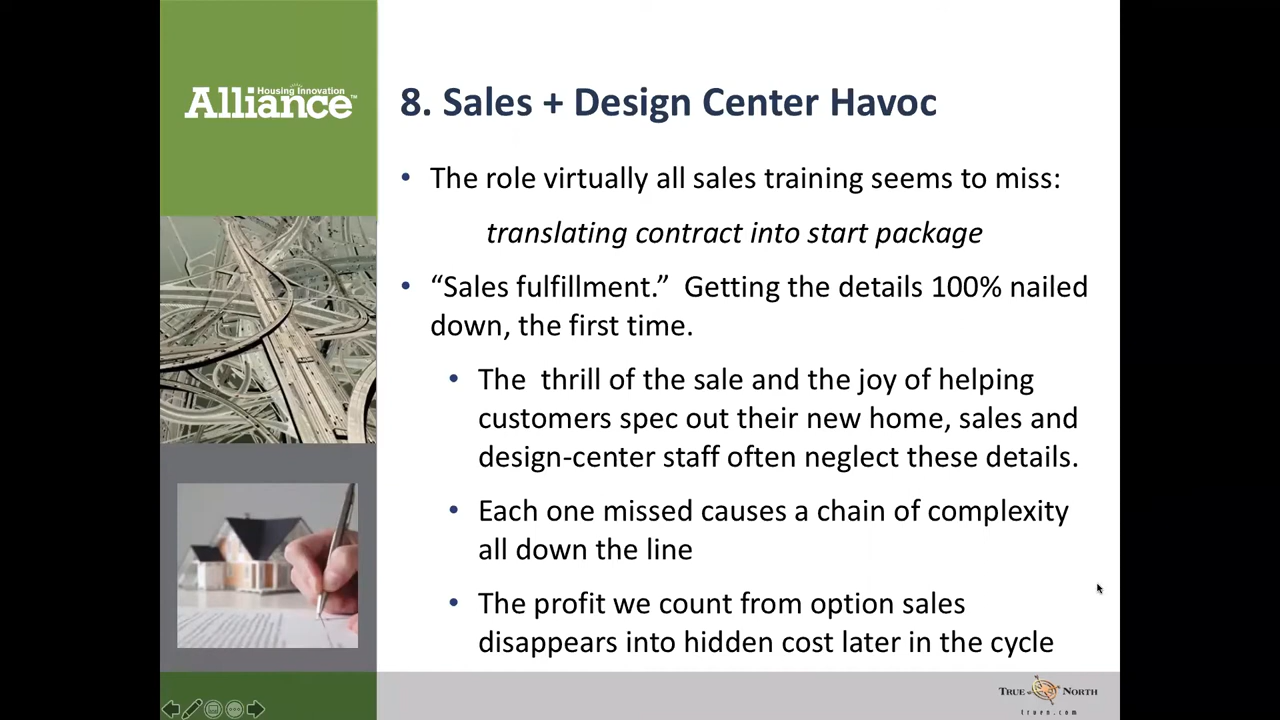 Housing Innovation
Alliance™
8. Sales + Design Center Havoc
• The role virtually all sales training seems to miss:
translating contract into start package
• “Sales fulfillment.”  Getting the details 100% nailed
down, the first time.
• The  thrill of the sale and the joy of helping
customers spec out their new home, sales and
design-center staff often neglect these details.
• Each one missed causes a chain of complexity
all down the line
• The profit we count from option sales
disappears into hidden cost later in the cycle
TRUE NORTH
truen.com